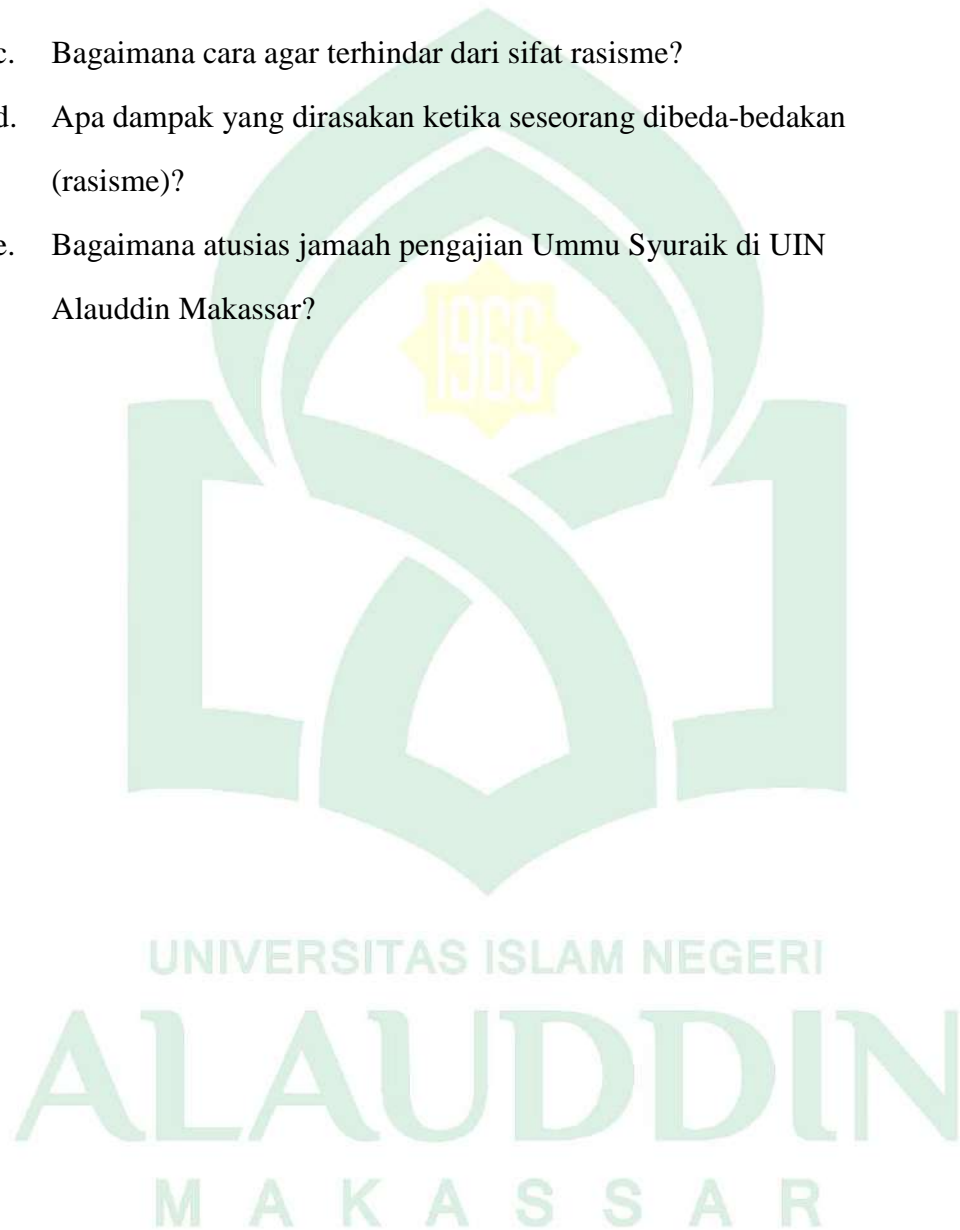 c. Bagaimana cara agar terhindar dari sifat rasisme?
d. Apa dampak yang dirasakan ketika seseorang dibeda-bedakan
(rasisme)?
e. Bagaimana atusias jamaah pengajian Ummu Syuraik di UIN
Alauddin Makassar?
1965
UNIVERSITAS ISLAM NEGERI
ALAUDDIN
MAKASSAR